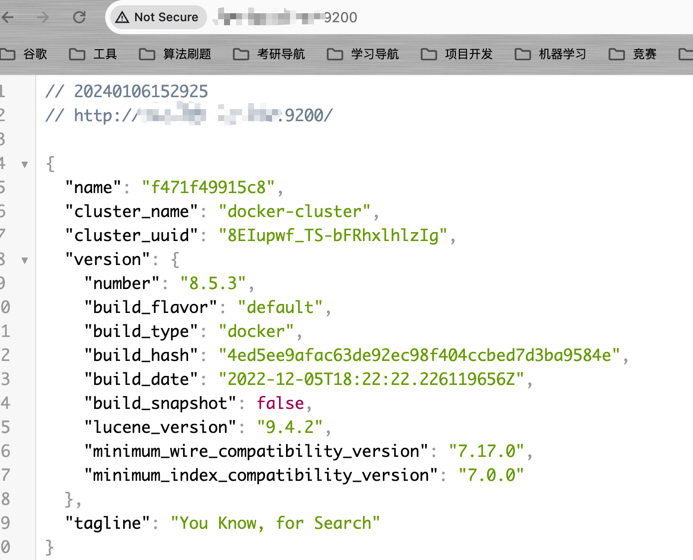 Not Secure :9200
谷歌 工具 算法刷题 考研导航 学习导航 项目开发 机器学习 竞赛
1 // 20240106152925
2 // http:// :9200/
3
4 {
5 "name": "f471f49915c8",
6 "cluster_name": "docker-cluster",
7 "cluster_uuid": "8EIupwf_TS-bFRhxlhlzIg",
8 "version": {
9 "number": "8.5.3",
0 "build_flavor": "default",
1 "build_type": "docker",
2 "build_hash": "4ed5ee9afac63de92ec98f404ccbed7d3ba9584e",
3 "build_date": "2022-12-05T18:22:22.226119656Z",
4 "build_snapshot": false,
5 "lucene_version": "9.4.2",
6 "minimum_wire_compatibility_version": "7.17.0",
7 "minimum_index_compatibility_version": "7.0.0"
8 },
9 "tagline": "You Know, for Search"
0 }